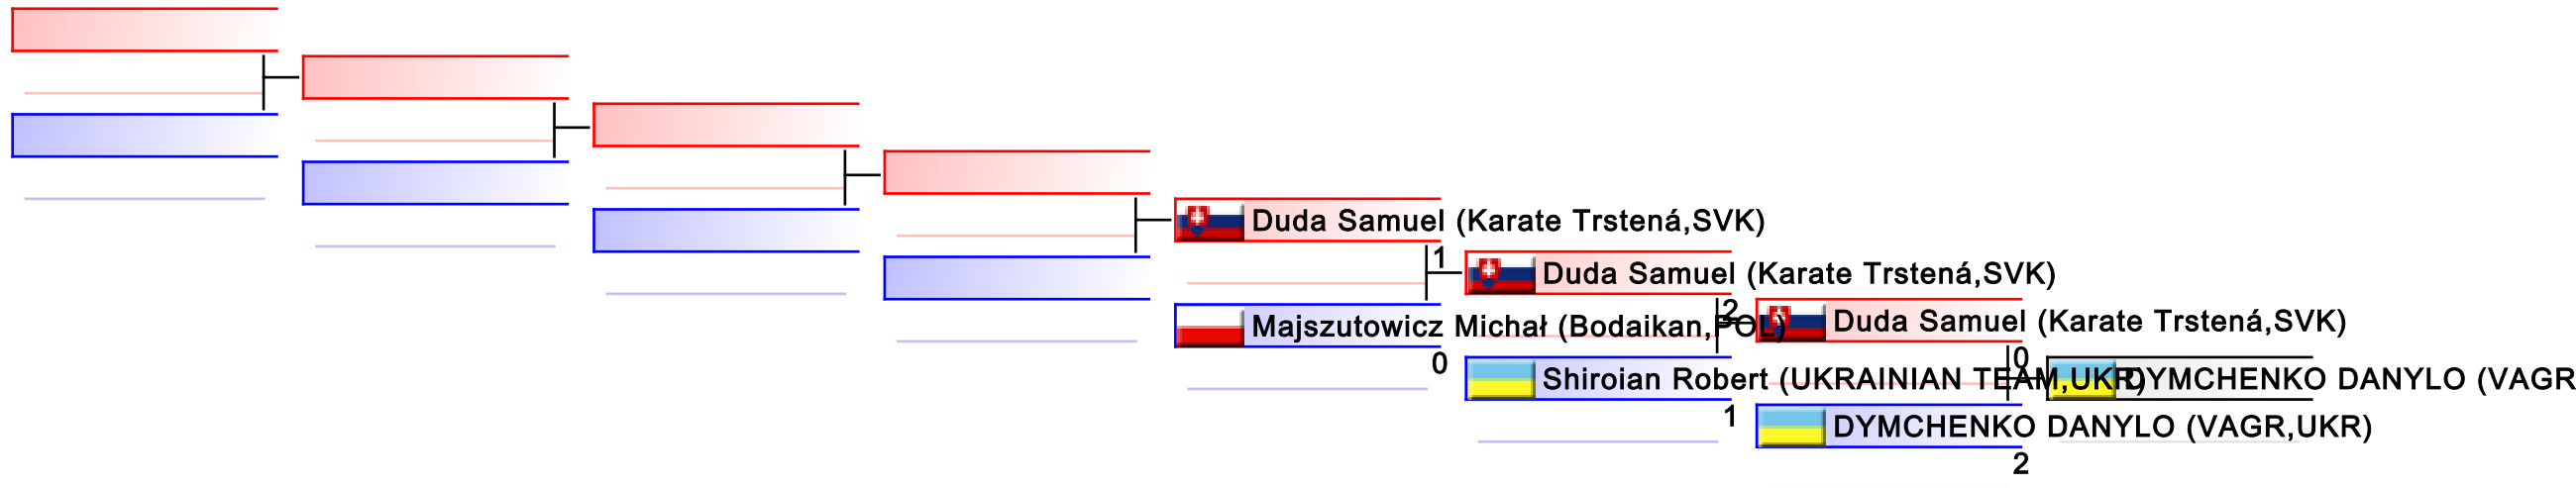 Duda Samuel (Karate Trstená,SVK)
1
Majszutowicz Michał (Bodaikan,POL)
0
Duda Samuel (Karate Trstená,SVK)
2
Shiroian Robert (UKRAINIAN TEAM,UKR)
1
Duda Samuel (Karate Trstená,SVK)
0
DYMCHENKO DANYLO (VAGR,UKR)
2
DYMCHENKO DANYLO (VAGR